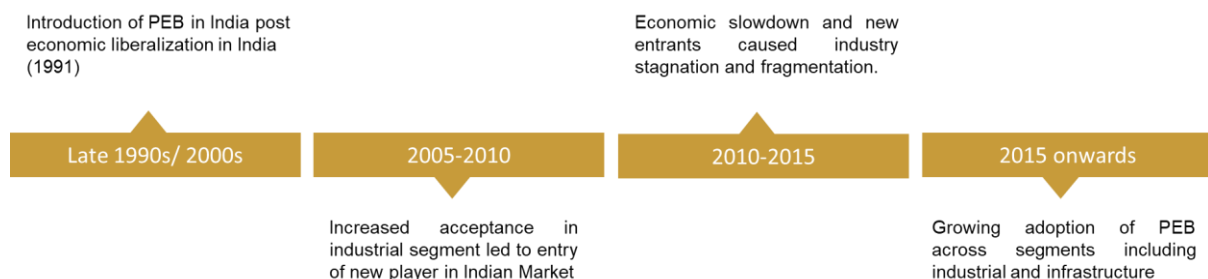 Introduction of PEB in India post
economic liberalization in India
(1991)
Economic slowdown and new
entrants caused industry
stagnation and fragmentation.
Late 1990s/ 2000s
2005-2010
2010-2015
2015 onwards
Increased acceptance in
industrial segment led to entry
of new player in Indian Market
Growing adoption of PEB
across segments including
industrial and infrastructure